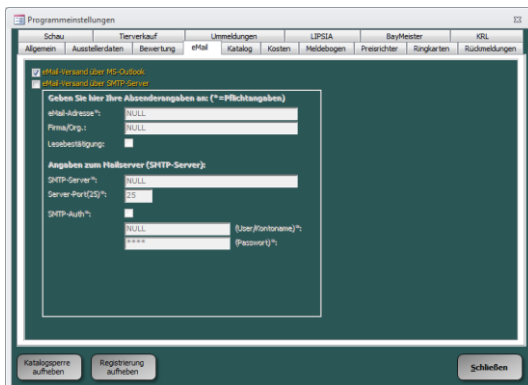 Programmeinstellungen
Schau Tierverkauf Ummeldungen LIPSIA BayMeister KRL
Allgemein Ausstellerdaten Bewertung eMail Katalog Kosten Meldebogen Preisrichter Ringkarten Rückmeldungen
eMail-Versand über MS-Outlook
eMail-Versand über SMTP-Server
Geben Sie hier Ihre Absenderangaben an: (*=Pflichtangaben)
eMail-Adresse*: NULL
Firma/Org.: NULL
Lesebestätigung:
Angaben zum Mailserver (SMTP-Server):
SMTP-Server*: NULL
Server-Port(25)*: 25
SMTP-Auth*:
NULL (User/Kontoname)*:
**** (Passwort)*:
Katalogsperre aufheben
Registrierung aufheben
Schließen